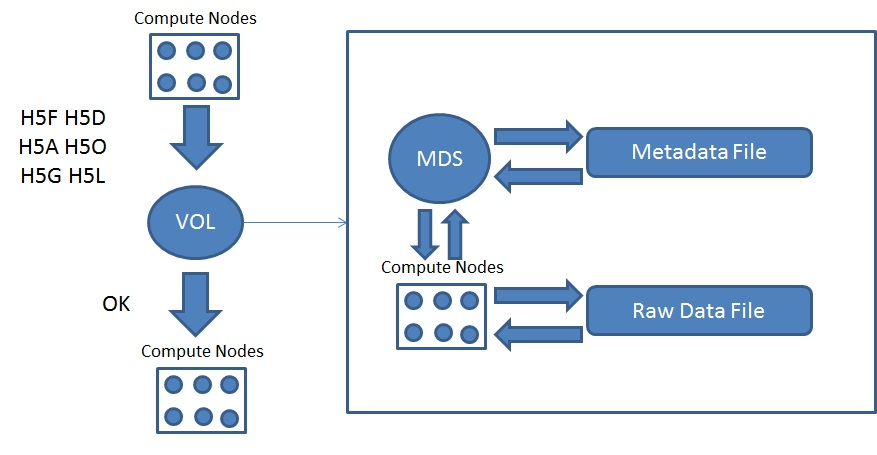 Compute Nodes
H5F H5D
H5A H5O
H5G H5L
VOL
OK
Compute Nodes
MDS
Metadata File
Compute Nodes
Raw Data File